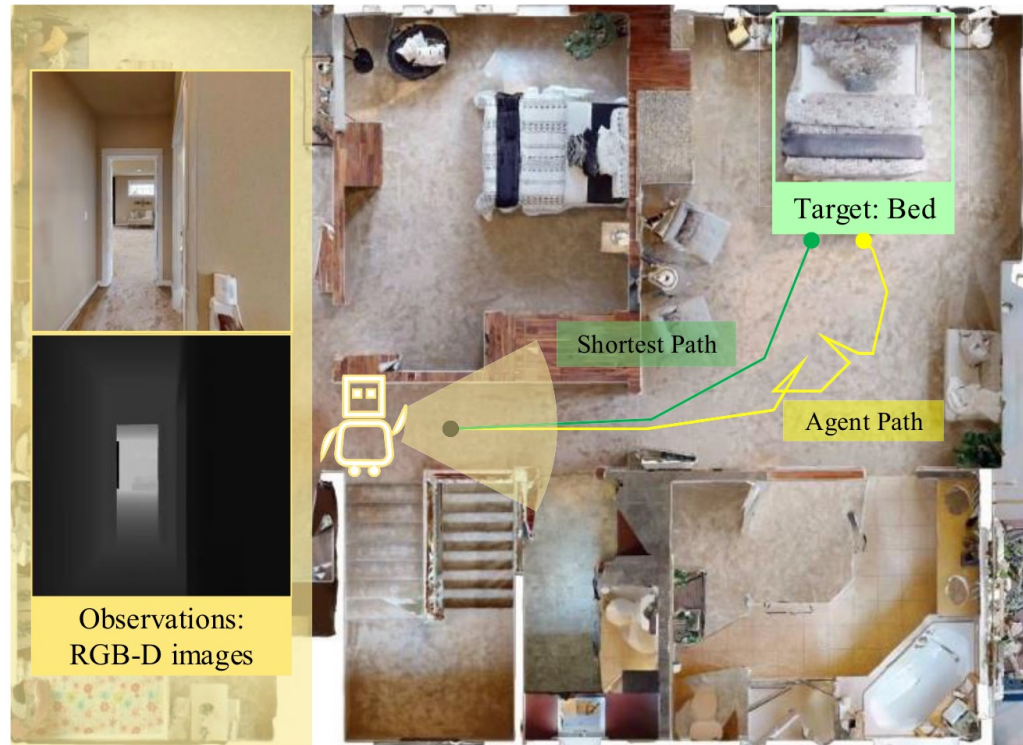 Observations:
RGB-D images
Target: Bed
Shortest Path
Agent Path